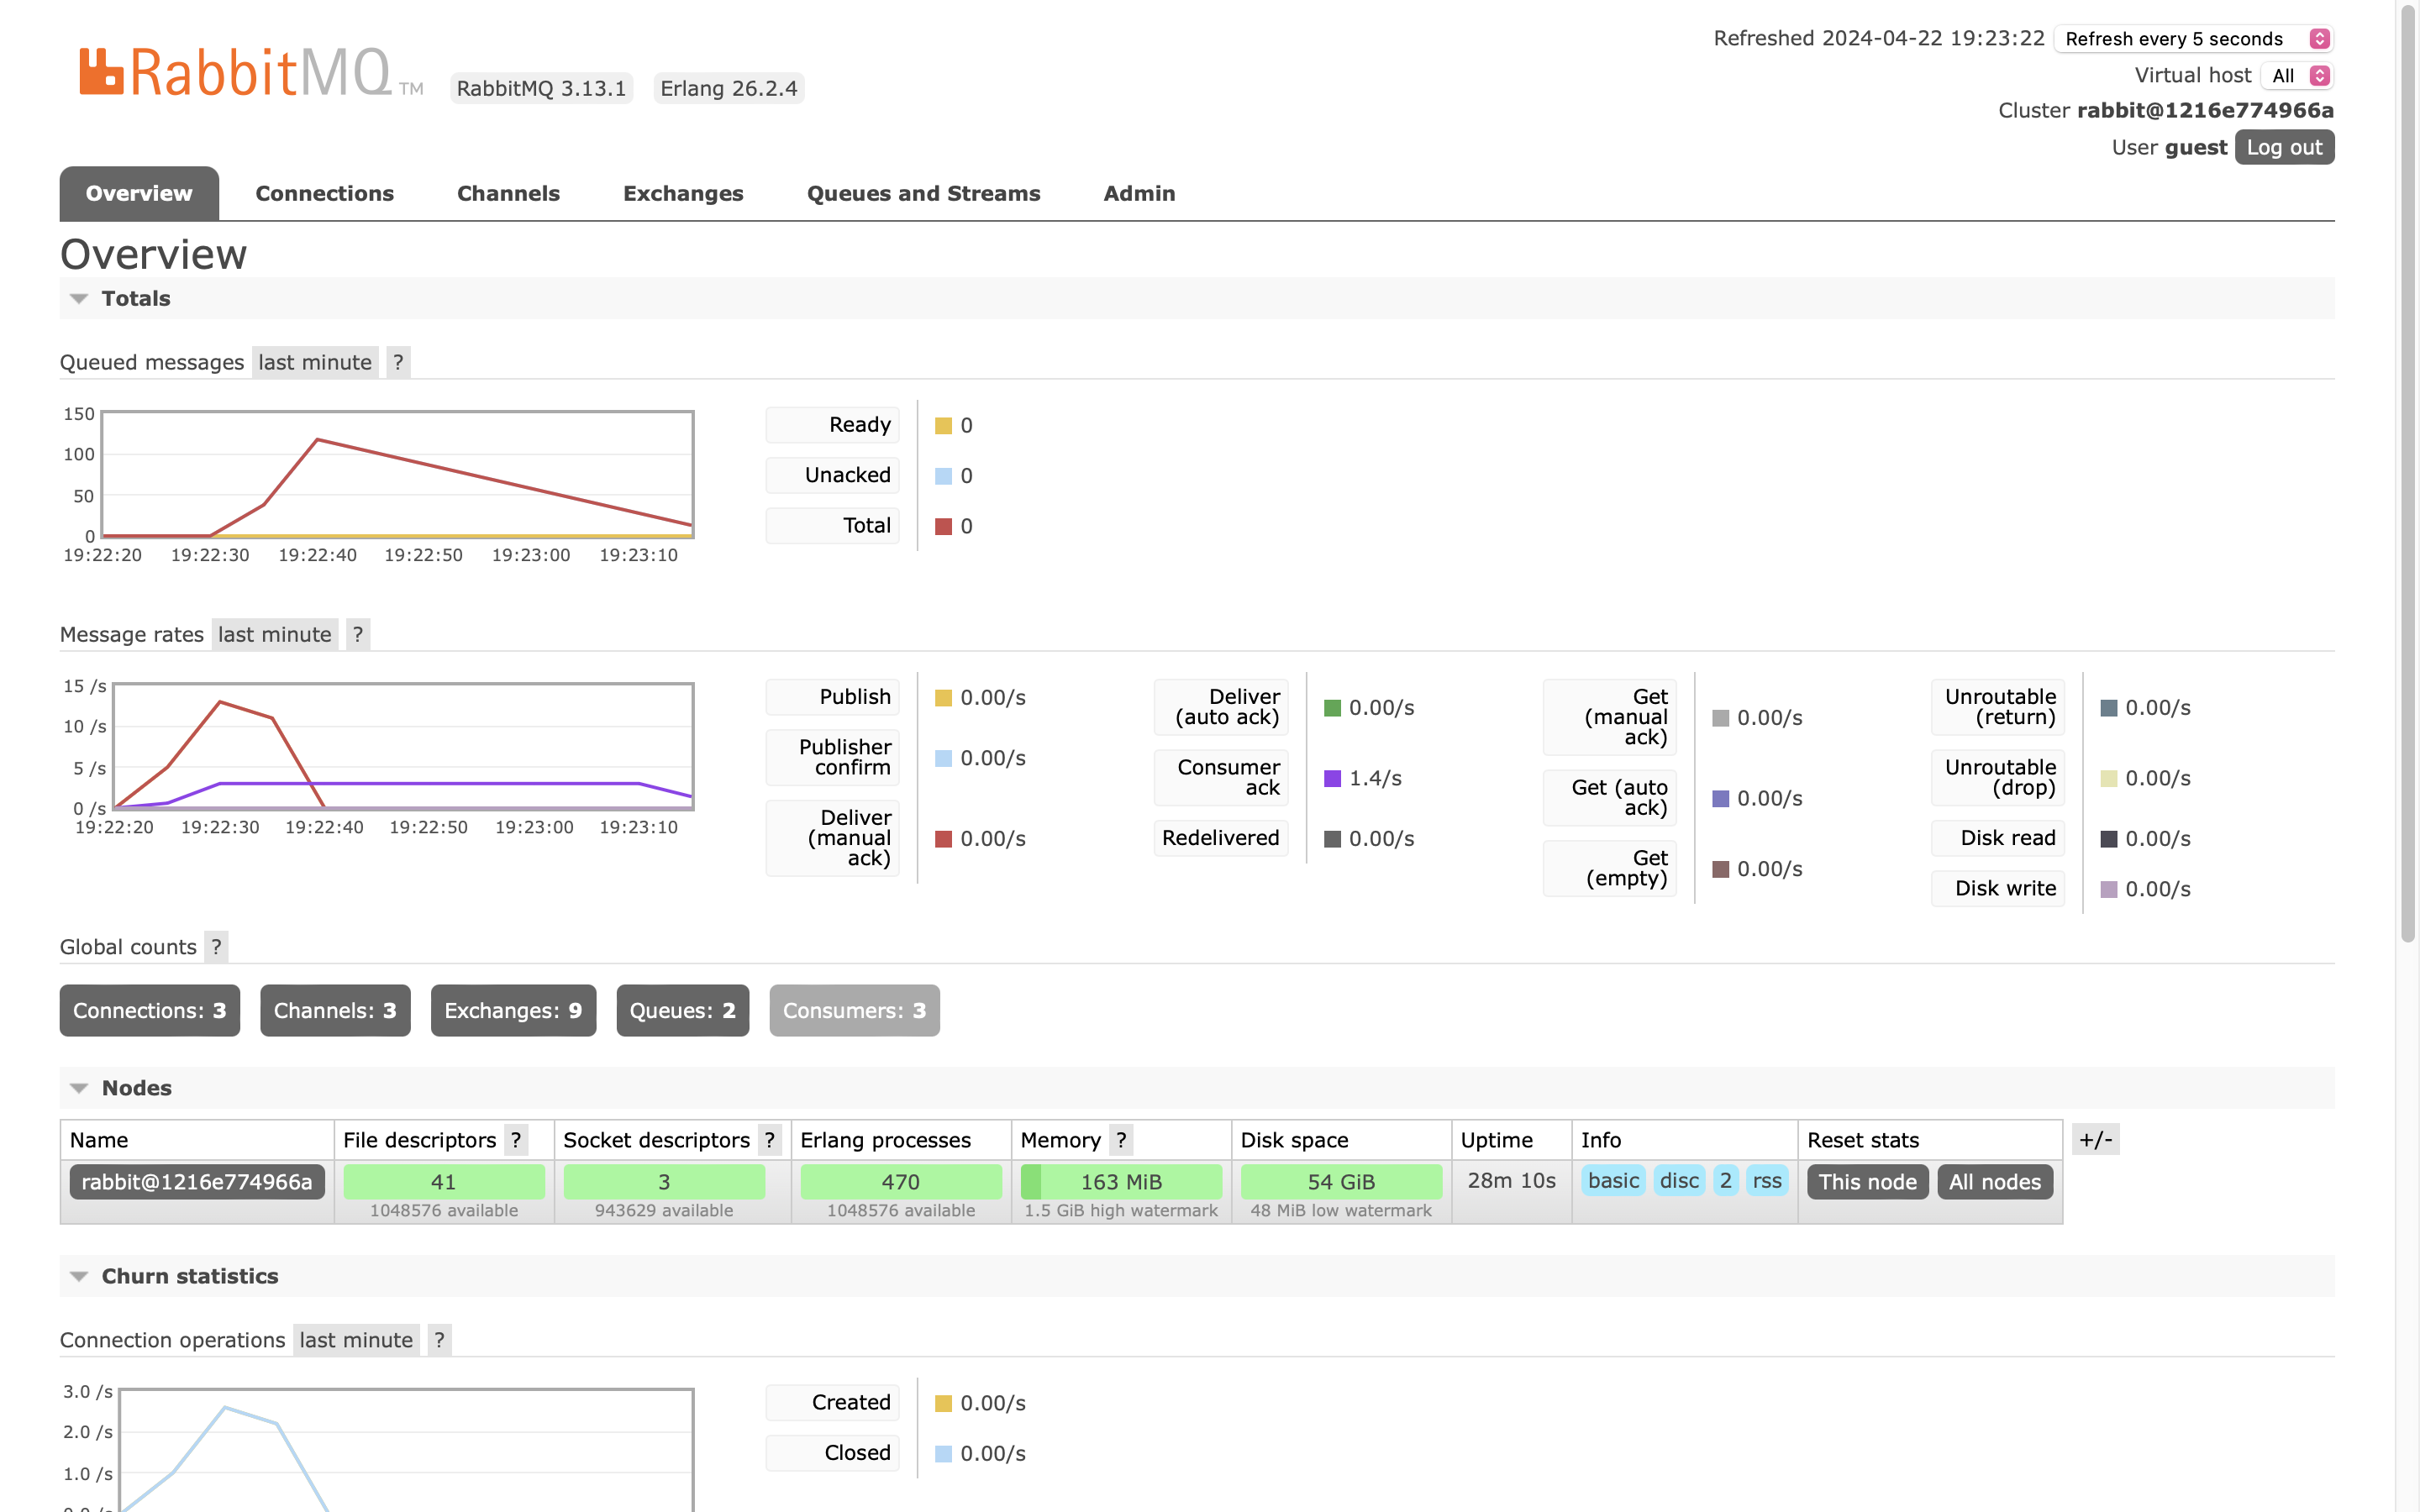 RabbitMQ TM RabbitMQ 3.13.1 Erlang 26.2.4
Refreshed 2024-04-22 19:23:22 Refresh every 5 seconds
Virtual host All
Cluster rabbit@1216e774966a
User guest Log out
Overview Connections Channels Exchanges Queues and Streams Admin
Overview
Totals
Queued messages last minute ?
150
100
50
0
19:22:20 19:22:30 19:22:40 19:22:50 19:23:00 19:23:10
Ready 0
Unacked 0
Total 0
Message rates last minute ?
15 /s
10 /s
5 /s
0 /s
19:22:20 19:22:30 19:22:40 19:22:50 19:23:00 19:23:10
Publish 0.00/s
Publisher
confirm 0.00/s
Deliver
(manual 0.00/s
ack)
Deliver
(auto ack) 0.00/s
Consumer
ack 1.4/s
Redelivered 0.00/s
Get
(manual 0.00/s
ack)
Get (auto
ack) 0.00/s
Get
(empty) 0.00/s
Unroutable
(return) 0.00/s
Unroutable
(drop) 0.00/s
Disk read 0.00/s
Disk write 0.00/s
Global counts ?
Connections: 3 Channels: 3 Exchanges: 9 Queues: 2 Consumers: 3
Nodes
Name File descriptors ? Socket descriptors ? Erlang processes Memory ? Disk space Uptime Info Reset stats +/-
rabbit@1216e774966a 41 3 470 163 MiB 54 GiB 28m 10s basic disc 2 rss This node All nodes
1048576 available 943629 available 1048576 available 1.5 GiB high watermark 48 MiB low watermark
Churn statistics
Connection operations last minute ?
3.0 /s
2.0 /s
1.0 /s
Created 0.00/s
Closed 0.00/s